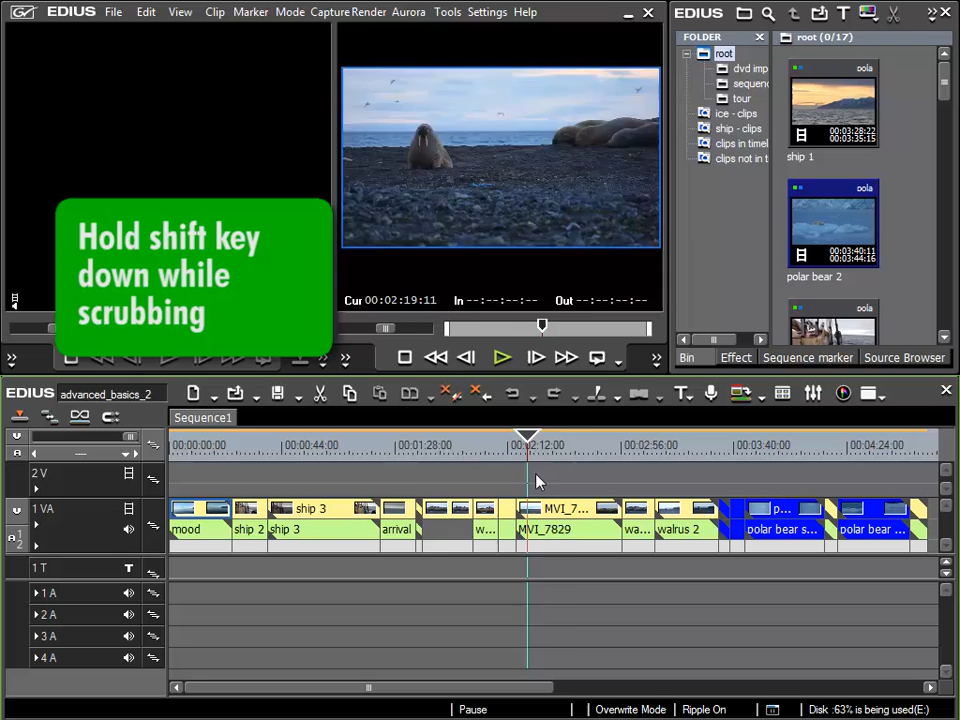 File Edit View Clip Marker Mode Capture Render Aurora Tools Settings Help
EDIUS
FOLDER
root (0/17)
root
dvd imp
sequenc
tour
ice - clips
ship - clips
clips in timel
clips not in t
00:03:28:22
00:03:35:15
ship 1
00:03:40:11
00:03:44:16
polar bear 2
Hold shift key
down while
scrubbing
Cur 00:02:19:11 In --:--:--:-- Out --:--:--:--
Bin Effect Sequence marker Source Browser
EDIUS advanced_basics_2
Sequence1
00:00:00:00 00:00:44:00 00:01:28:00 00:02:12:00 00:02:56:00 00:03:40:00 00:04:24:00
2 V
1 VA
ship 3 MVI_7... p...
mood ship 2 ship 3 arrival w... MVI_7829 wa... walrus 2 polar bear s... polar bear ...
1 T T
1 A
2 A
3 A
4 A
Pause Overwrite Mode Ripple On Disk :63% is being used(E:)